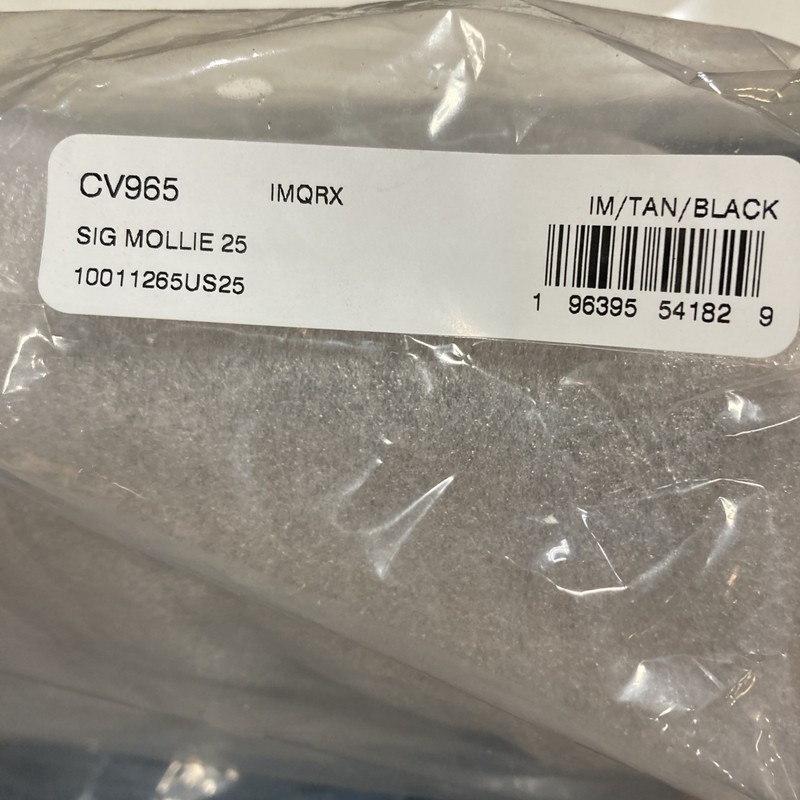 CV965 IMQRX IM/TAN/BLACK
SIG MOLLIE 25
10011265US25
1 96395 54182 9